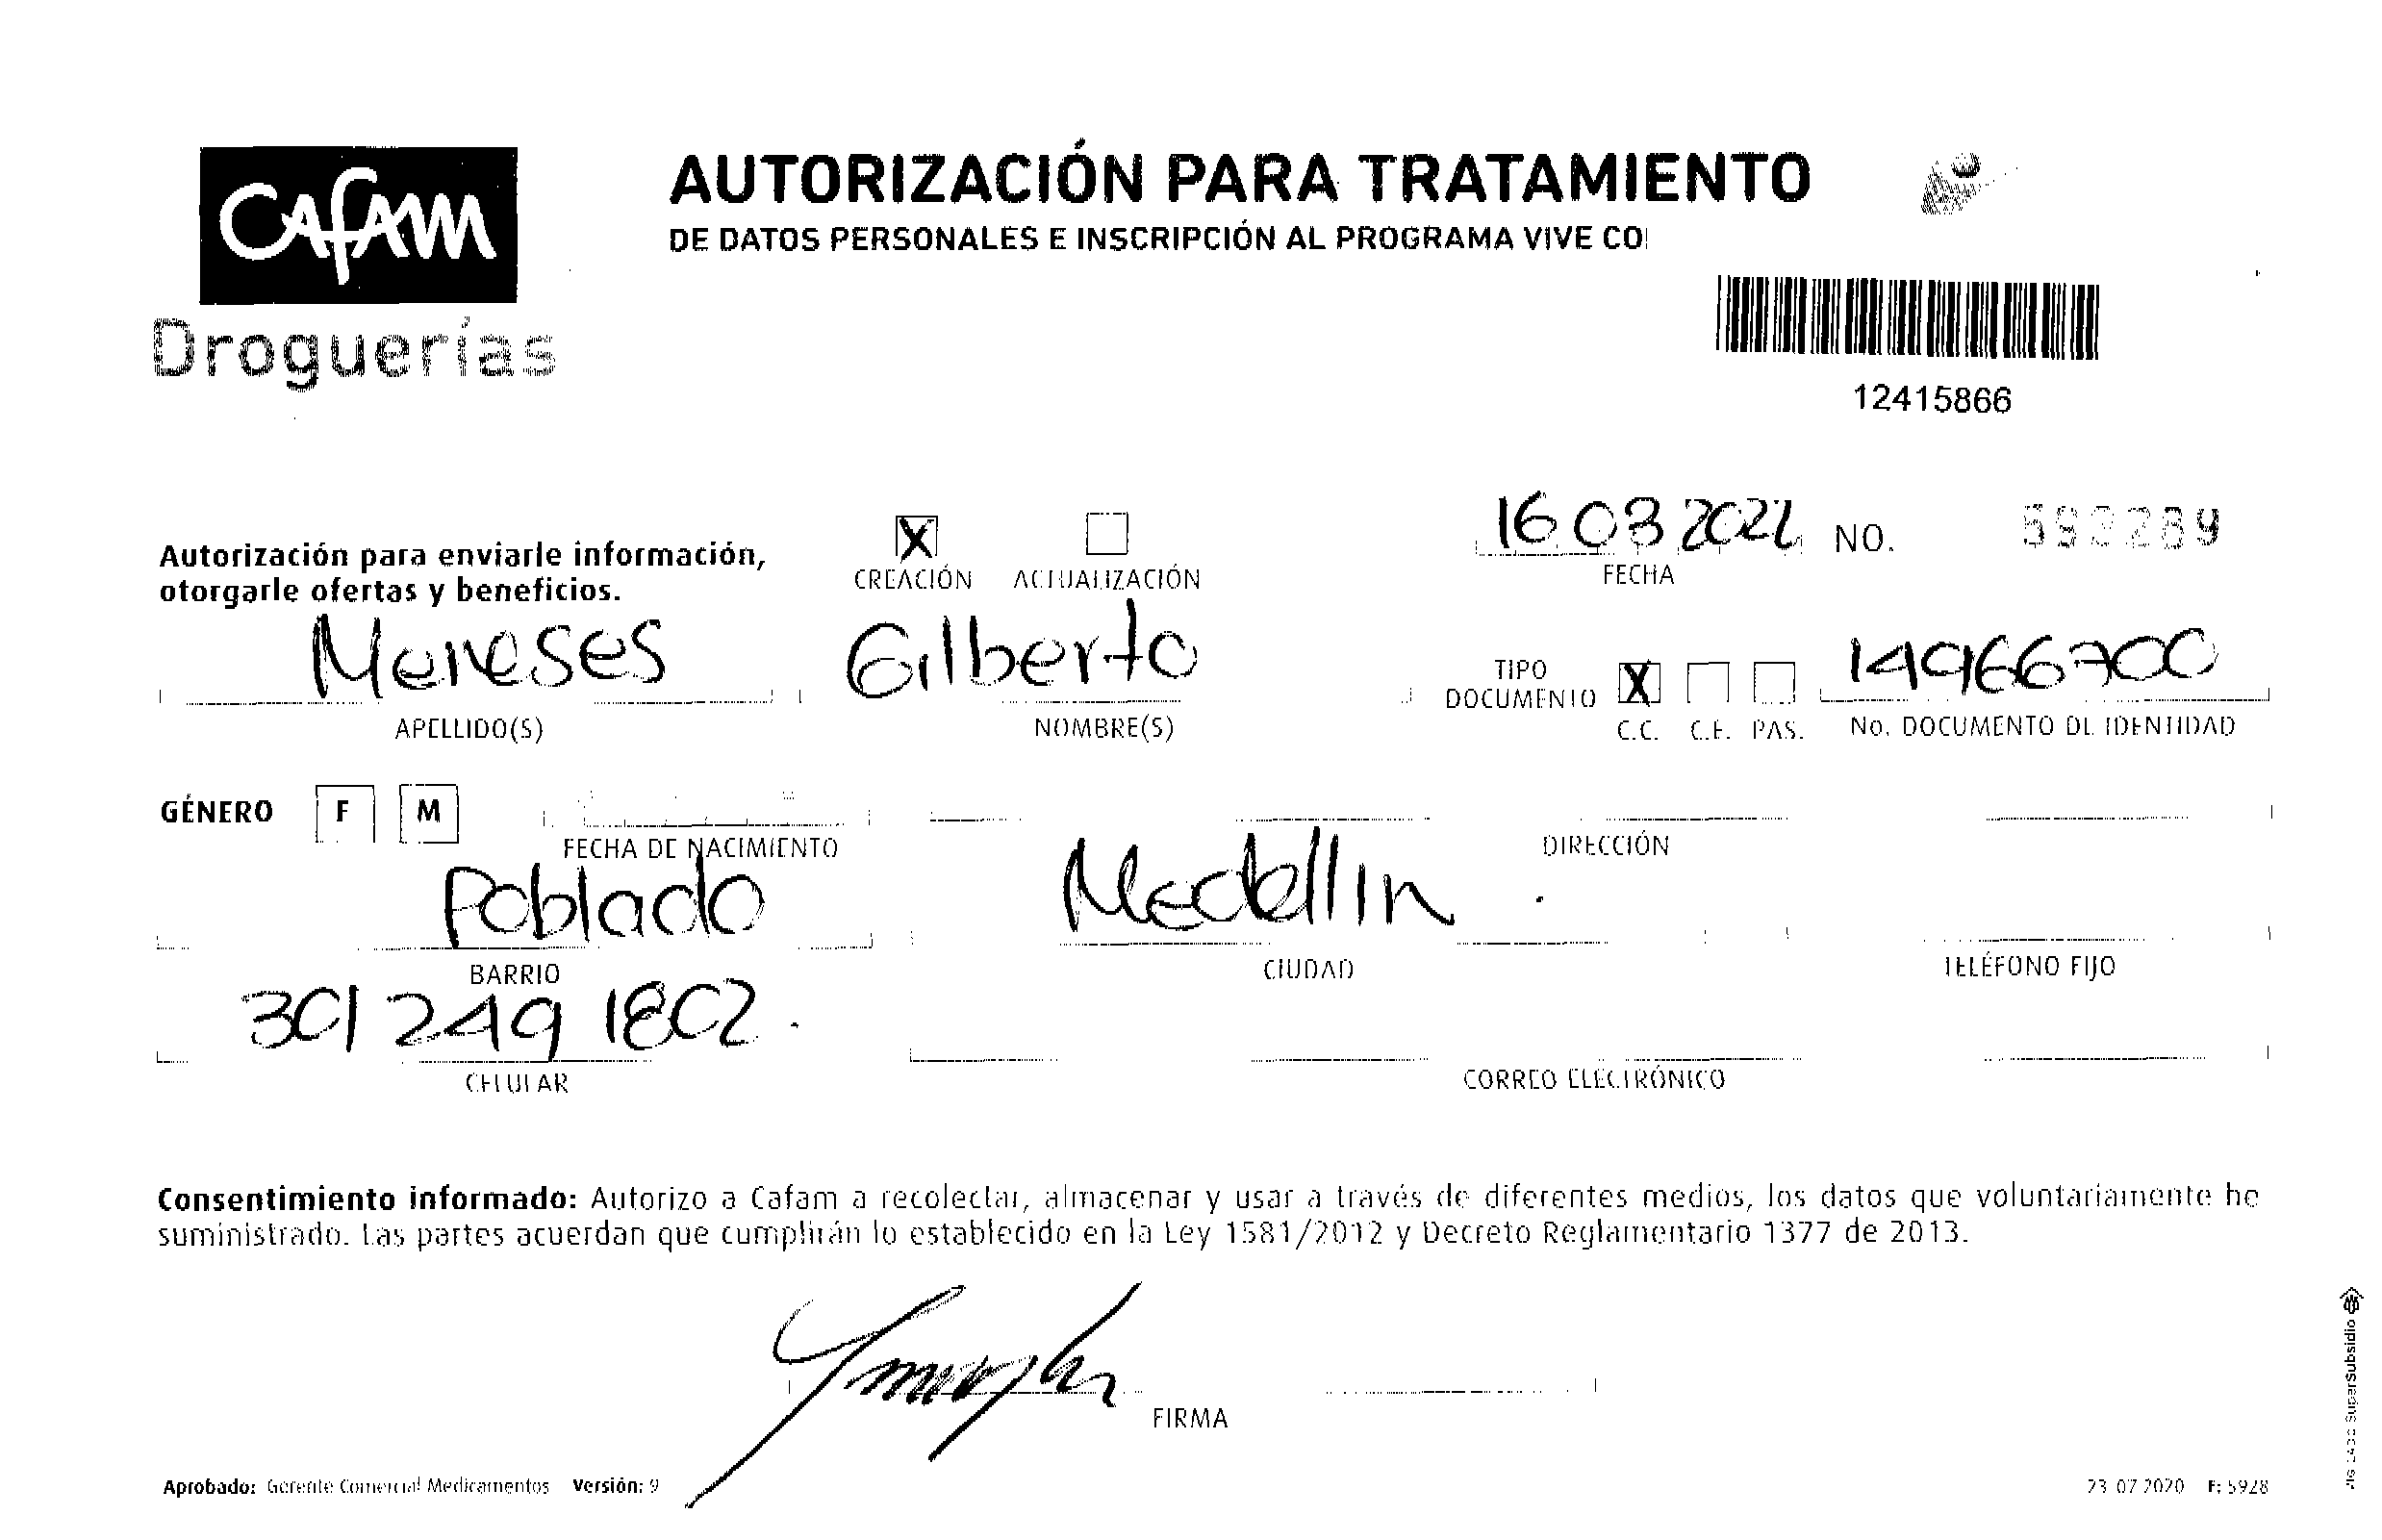 CAFAM
Droguerías
AUTORIZACIÓN PARA TRATAMIENTO
DE DATOS PERSONALES E INSCRIPCIÓN AL PROGRAMA VIVE CO
12415866
Autorización para enviarle información,
otorgarle ofertas y beneficios.
X CREACIÓN ACTUALIZACIÓN
16 03 2022 NO.
FECHA
Meneses Gilberto
APELLIDO(S) NOMBRE(S)
TIPO DOCUMENTO X C.C. C.E. PAS.
14966700
No. DOCUMENTO DE IDENTIDAD
GÉNERO F M
FECHA DE NACIMIENTO DIRECCIÓN
Poblado Medellin
BARRIO CIUDAD TELÉFONO FIJO
301 249 1802
CELULAR CORREO ELECTRÓNICO
Consentimiento informado: Autorizo a Cafam a recolectar, almacenar y usar a través de diferentes medios, los datos que voluntariamente he
suministrado. Las partes acuerdan que cumplirán lo establecido en la Ley 1581/2012 y Decreto Reglamentario 1377 de 2013.
FIRMA
Aprobado: Gerente Comercial Medicamentos Versión: 9
23 07 2020 F: 5928
SuperSubsidio